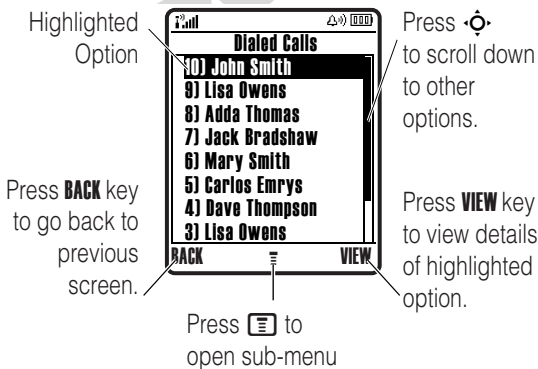 Highlighted
Option
Press
to scroll down
to other
options.
Dialed Calls
10) John Smith
9) Lisa Owens
8) Adda Thomas
7) Jack Bradshaw
6) Mary Smith
5) Carlos Emrys
4) Dave Thompson
3) Lisa Owens
BACK
VIEW
Press BACK key
to go back to
previous
screen.
Press VIEW key
to view details
of highlighted
option.
Press to
open sub-menu